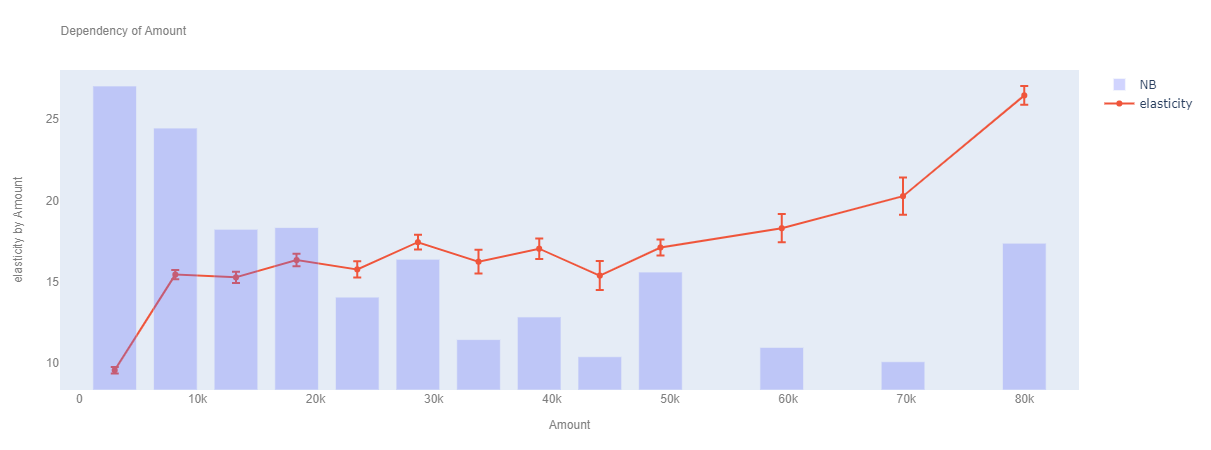 Dependency of Amount
NB
elasticity
elasticity by Amount
25
20
15
10
0
10k
20k
30k
40k
50k
60k
70k
80k
Amount